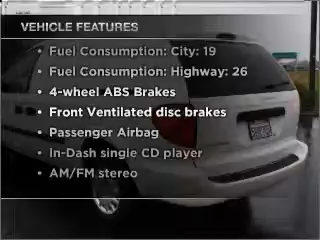 VEHICLE FEATURES
• Fuel Consumption: City: 19
• Fuel Consumption: Highway: 26
• 4-wheel ABS Brakes
• Front Ventilated disc brakes
• Passenger Airbag
• In-Dash single CD player
• AM/FM stereo